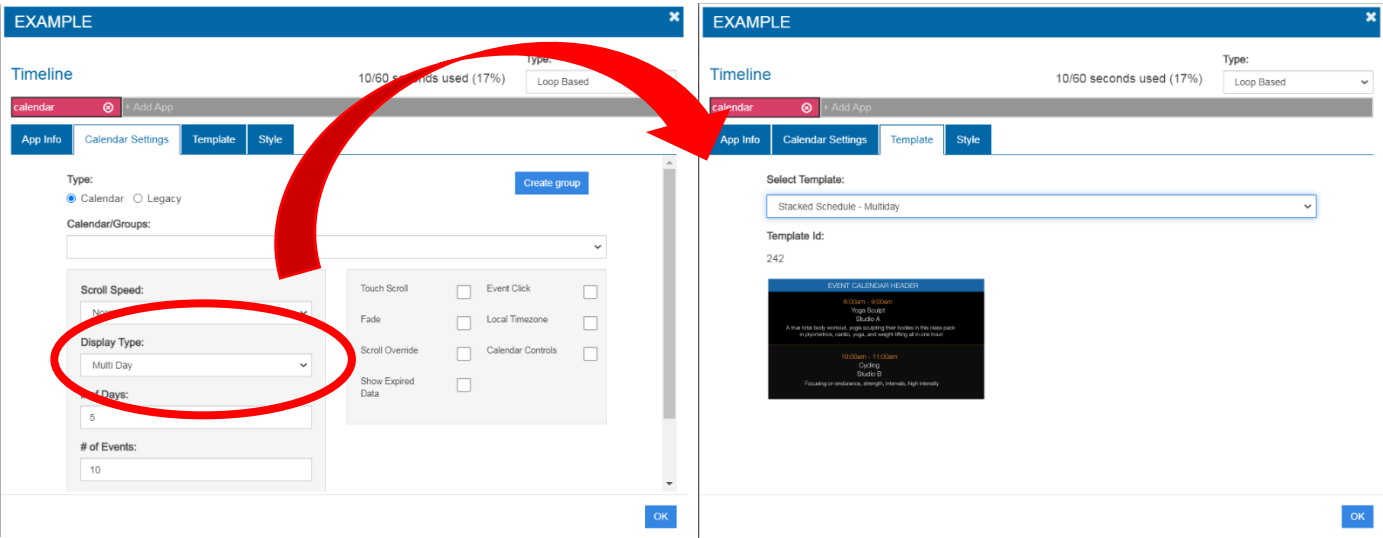 EXAMPLE
Timeline
10/60 seconds used (17%)
Type:
Loop Based
calendar
+ Add App
App Info
Calendar Settings
Template
Style
Type:
Calendar
Legacy
Create group
Calendar/Groups:
Scroll Speed:
Display Type:
Multi Day
# of Days:
5
# of Events:
10
Touch Scroll
Event Click
Fade
Local Timezone
Scroll Override
Calendar Controls
Show Expired
Data
OK
EXAMPLE
Timeline
10/60 seconds used (17%)
Type:
Loop Based
calendar
+ Add App
App Info
Calendar Settings
Template
Style
Select Template:
Stacked Schedule - Multiday
Template Id:
242
EVENT CALENDAR HEADER
8:00am - 9:00am
Yoga Sculpt
Studio A
A true total body workout, yoga sculpting their bodies in this class pack
in plyometrics, cardio, yoga, and weight lifting all in one hour!
10:00am - 11:00am
Cycling
Studio B
Focusing on endurance, strength, intervals, high intensity
OK